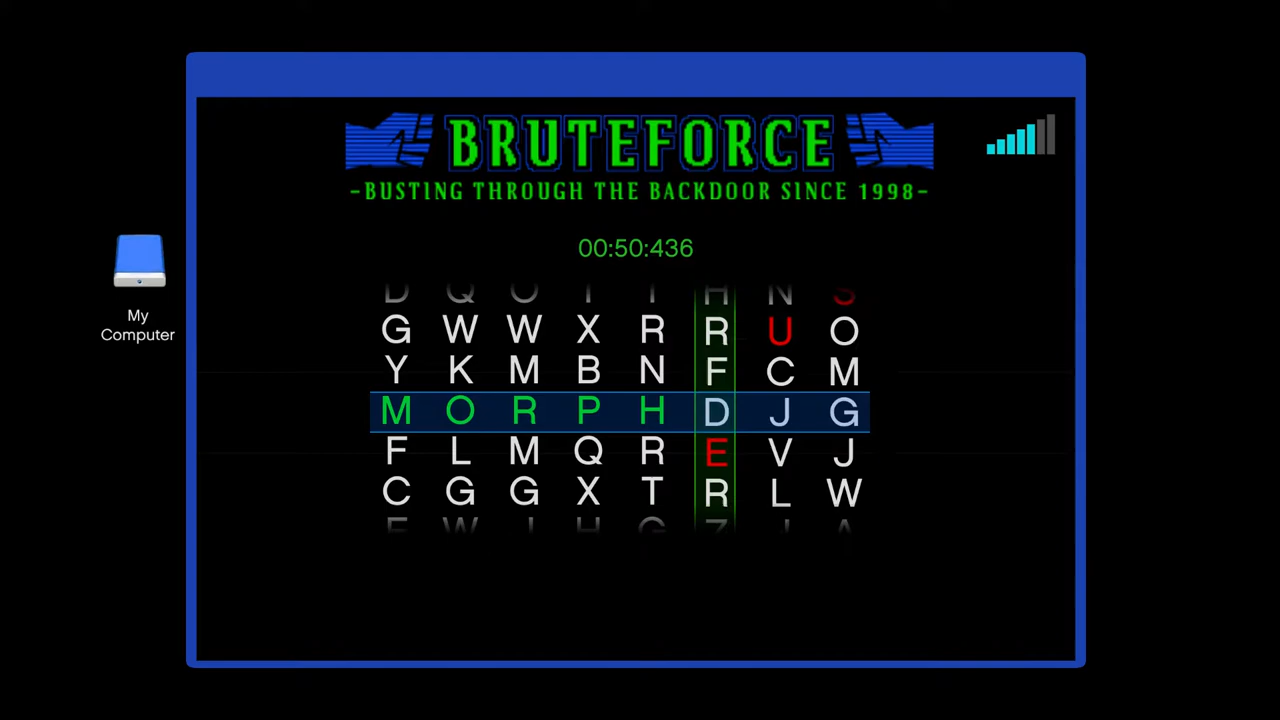 BRUTEFORCE
-BUSTING THROUGH THE BACKDOOR SINCE 1998-
00:50:436
My
Computer
G W W X R R U O
Y K M B N F C M
M O R P H D J G
F L M Q R E V J
C G G X T R L W